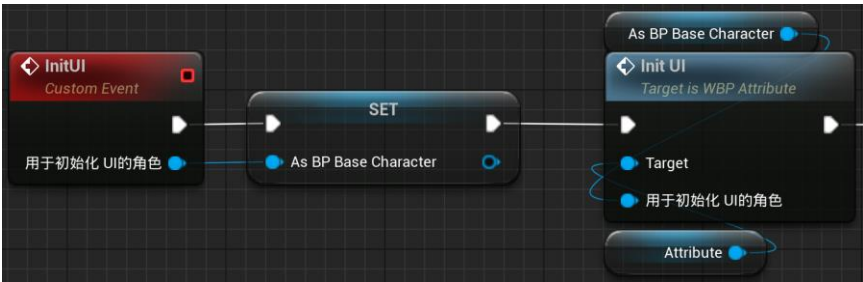 InitUI
Custom Event
用于初始化 UI的角色
SET
As BP Base Character
As BP Base Character
Init UI
Target is WBP Attribute
Target
用于初始化 UI的角色
Attribute